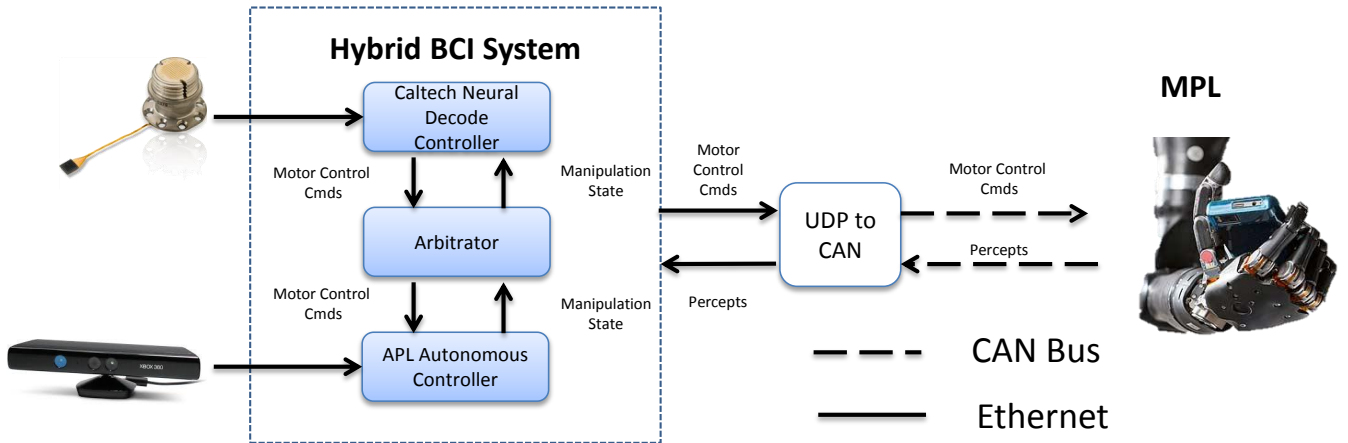 Hybrid BCI System
Caltech Neural
Decode
Controller
Motor Control
Cmds
Manipulation
State
Arbitrator
Motor Control
Cmds
Manipulation
State
APL Autonomous
Controller
XBOX 360
Motor
Control
Cmds
Percepts
UDP to
CAN
Motor Control
Cmds
Percepts
MPL
CAN Bus
Ethernet